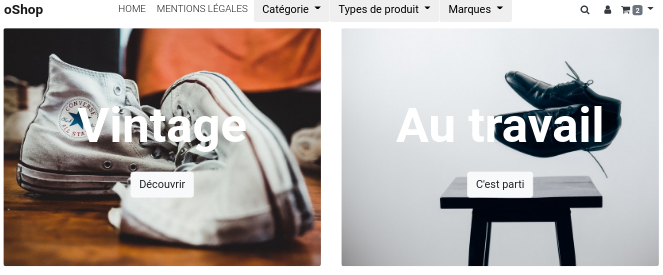 oShop HOME MENTIONS LÉGALES Catégorie Types de produit Marques 2
CONVERSE
ALL STAR
Vintage
Découvrir
Au travail
C'est parti